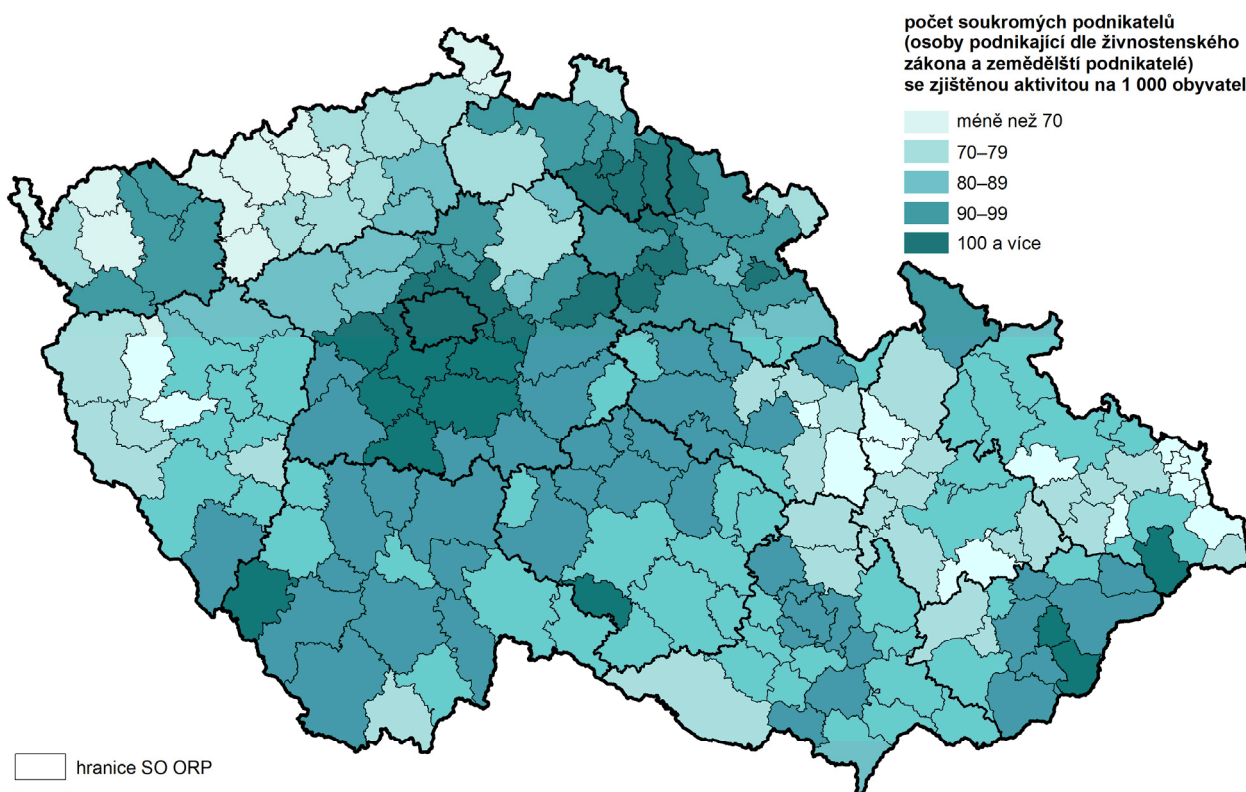 počet soukromých podnikatelů
(osoby podnikající dle živnostenského
zákona a zemědělští podnikatelé)
se zjištěnou aktivitou na 1 000 obyvatel
méně než 70
70–79
80–89
90–99
100 a více
hranice SO ORP